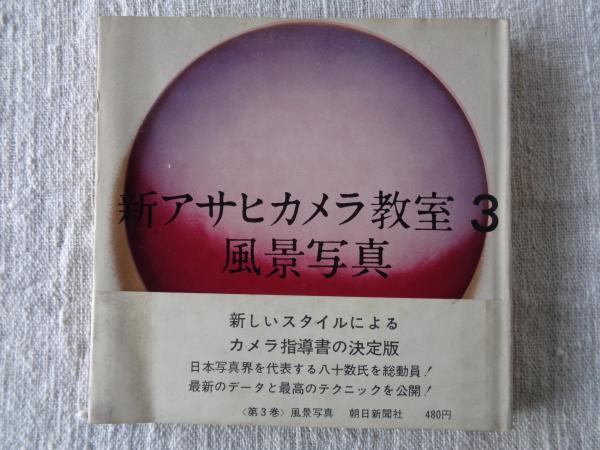 新アサヒカメラ教室 3
風景写真
新しいスタイルによる
カメラ指導書の決定版
日本写真界を代表する八十数氏を総動員!
最新のデータと最高のテクニックを公開!
〈第3巻〉風景写真 朝日新聞社 480円